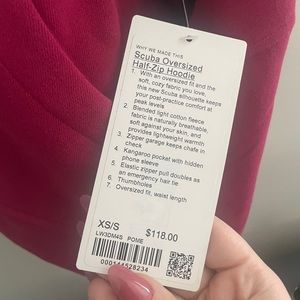 WHY WE MADE THIS
Scuba Oversized
Half-Zip Hoodie
1. With an oversized fit and the
soft, cozy fabric you love,
this new Scuba silhouette keeps
your post-practice comfort at
peak levels
2. Blended light cotton fleece
fabric is naturally breathable,
soft against your skin, and
provides lightweight warmth
3. Zipper garage keeps chafe in
check
4. Kangaroo pocket with hidden
phone sleeve
5. Elastic zipper pull doubles as
an emergency hair tie
6. Thumbholes
7. Oversized fit, waist length
XS/S $118.00
LW3DM4S POME
000144528234